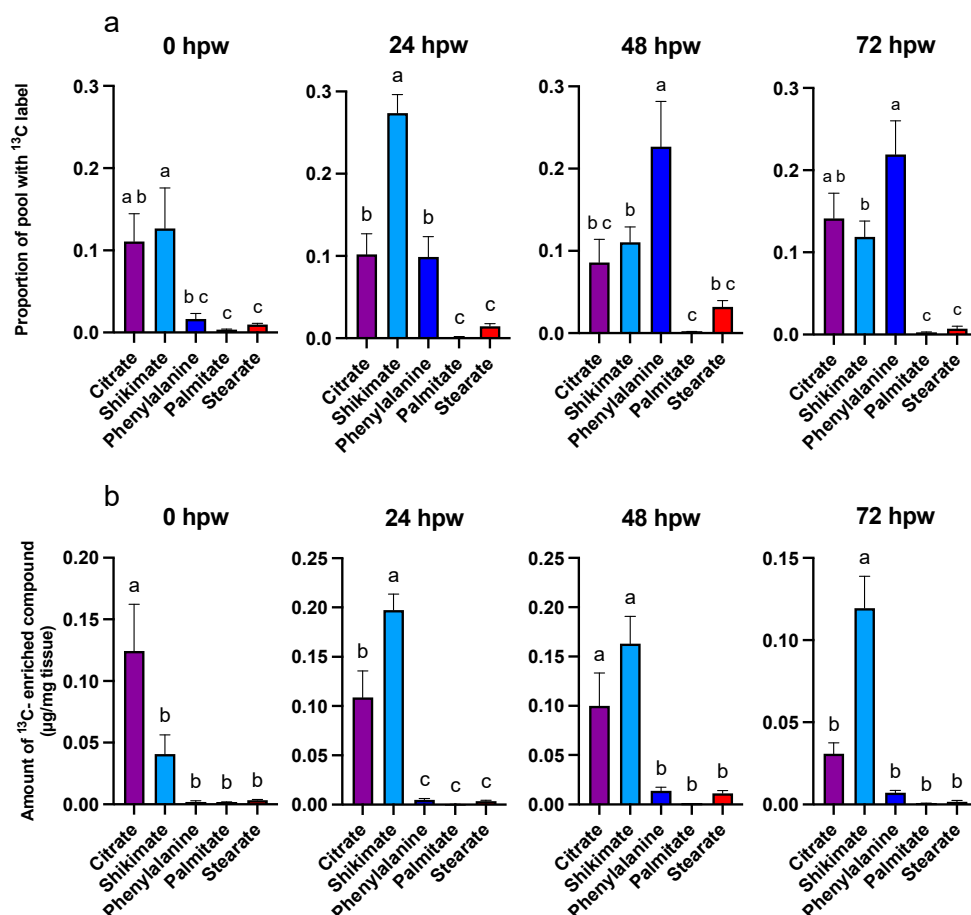 a
0 hpw
24 hpw
48 hpw
72 hpw
Proportion of pool with ¹³C label
0.3
0.2
0.1
0.0
a b
a
b c
c
c
Citrate
Shikimate
Phenylalanine
Palmitate
Stearate
0.3
0.2
0.1
0.0
b
a
b
c
c
Citrate
Shikimate
Phenylalanine
Palmitate
Stearate
0.3
0.2
0.1
0.0
b c
b
a
c
b c
Citrate
Shikimate
Phenylalanine
Palmitate
Stearate
0.3
0.2
0.1
0.0
a b
b
a
c
c
Citrate
Shikimate
Phenylalanine
Palmitate
Stearate
b
0 hpw
24 hpw
48 hpw
72 hpw
Amount of ¹³C- enriched compound
(µg/mg tissue)
0.20
0.15
0.10
0.05
0.00
a
b
b
b
b
Citrate
Shikimate
Phenylalanine
Palmitate
Stearate
0.25
0.20
0.15
0.10
0.05
0.00
b
a
c
c
c
Citrate
Shikimate
Phenylalanine
Palmitate
Stearate
0.25
0.20
0.15
0.10
0.05
0.00
a
a
b
b
b
Citrate
Shikimate
Phenylalanine
Palmitate
Stearate
0.15
0.10
0.05
0.00
b
a
b
b
b
Citrate
Shikimate
Phenylalanine
Palmitate
Stearate